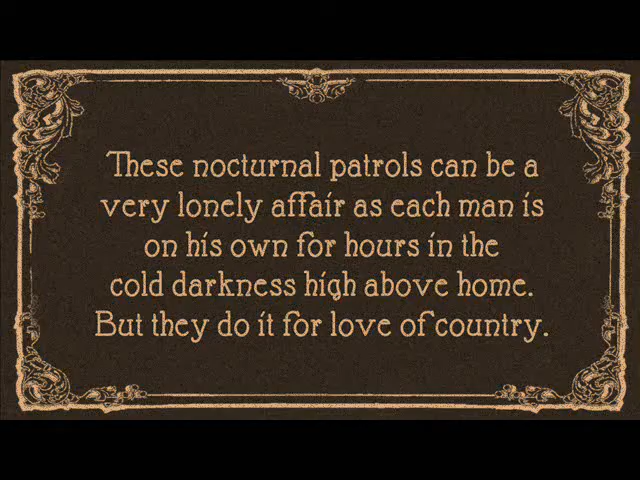 These nocturnal patrols can be a
very lonely affair as each man is
on his own for hours in the
cold darkness high above home.
But they do it for love of country.